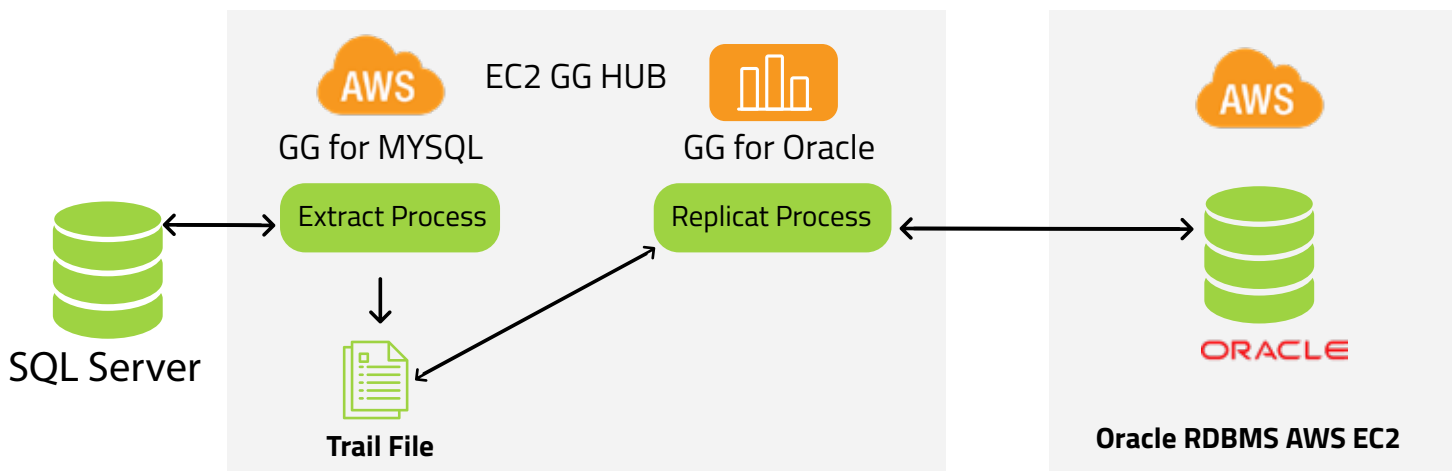 AWS
EC2 GG HUB
GG for MYSQL
GG for Oracle
AWS
Extract Process
Replicat Process
SQL Server
ORACLE
Trail File
Oracle RDBMS AWS EC2